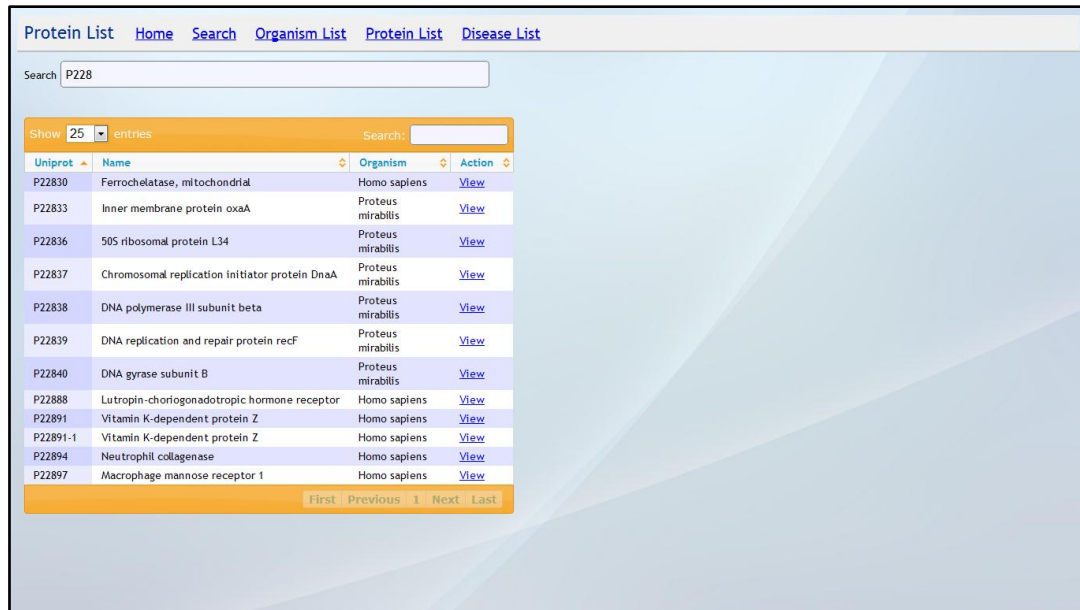 Protein List Home Search Organism List Protein List Disease List
Search P228
Show 25 entries Search:
Uniprot Name Organism Action
P22830 Ferrochelatase, mitochondrial Homo sapiens View
P22833 Inner membrane protein oxaA Proteus mirabilis View
P22836 50S ribosomal protein L34 Proteus mirabilis View
P22837 Chromosomal replication initiator protein DnaA Proteus mirabilis View
P22838 DNA polymerase III subunit beta Proteus mirabilis View
P22839 DNA replication and repair protein recF Proteus mirabilis View
P22840 DNA gyrase subunit B Proteus mirabilis View
P22888 Lutropin-choriogonadotropic hormone receptor Homo sapiens View
P22891 Vitamin K-dependent protein Z Homo sapiens View
P22891-1 Vitamin K-dependent protein Z Homo sapiens View
P22894 Neutrophil collagenase Homo sapiens View
P22897 Macrophage mannose receptor 1 Homo sapiens View
First Previous 1 Next Last